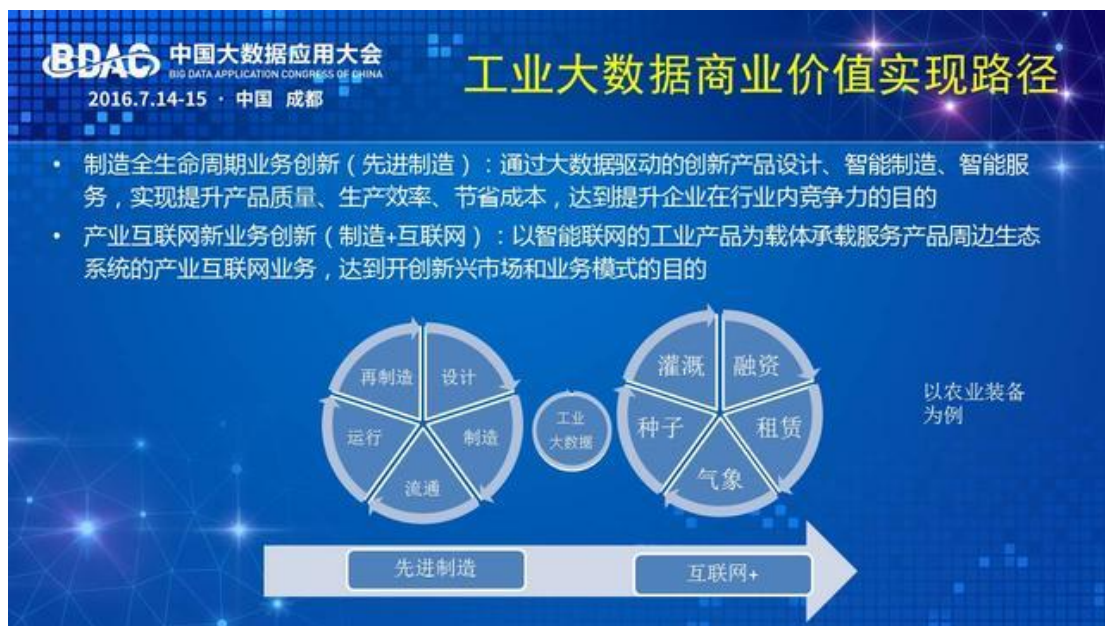 BDAC 中国大数据应用大会
BIG DATA APPLICATION CONGRESS OF CHINA
2016.7.14-15 · 中国 成都
工业大数据商业价值实现路径
• 制造全生命周期业务创新（先进制造）：通过大数据驱动的创新产品设计、智能制造、智能服
务，实现提升产品质量、生产效率、节省成本，达到提升企业在行业内竞争力的目的
• 产业互联网新业务创新（制造+互联网）：以智能联网的工业产品为载体承载服务产品周边生态
系统的产业互联网业务，达到开创新兴市场和业务模式的目的
再制造
设计
运行
制造
流通
工业
大数据
灌溉
融资
种子
租赁
气象
以农业装备
为例
先进制造
互联网+